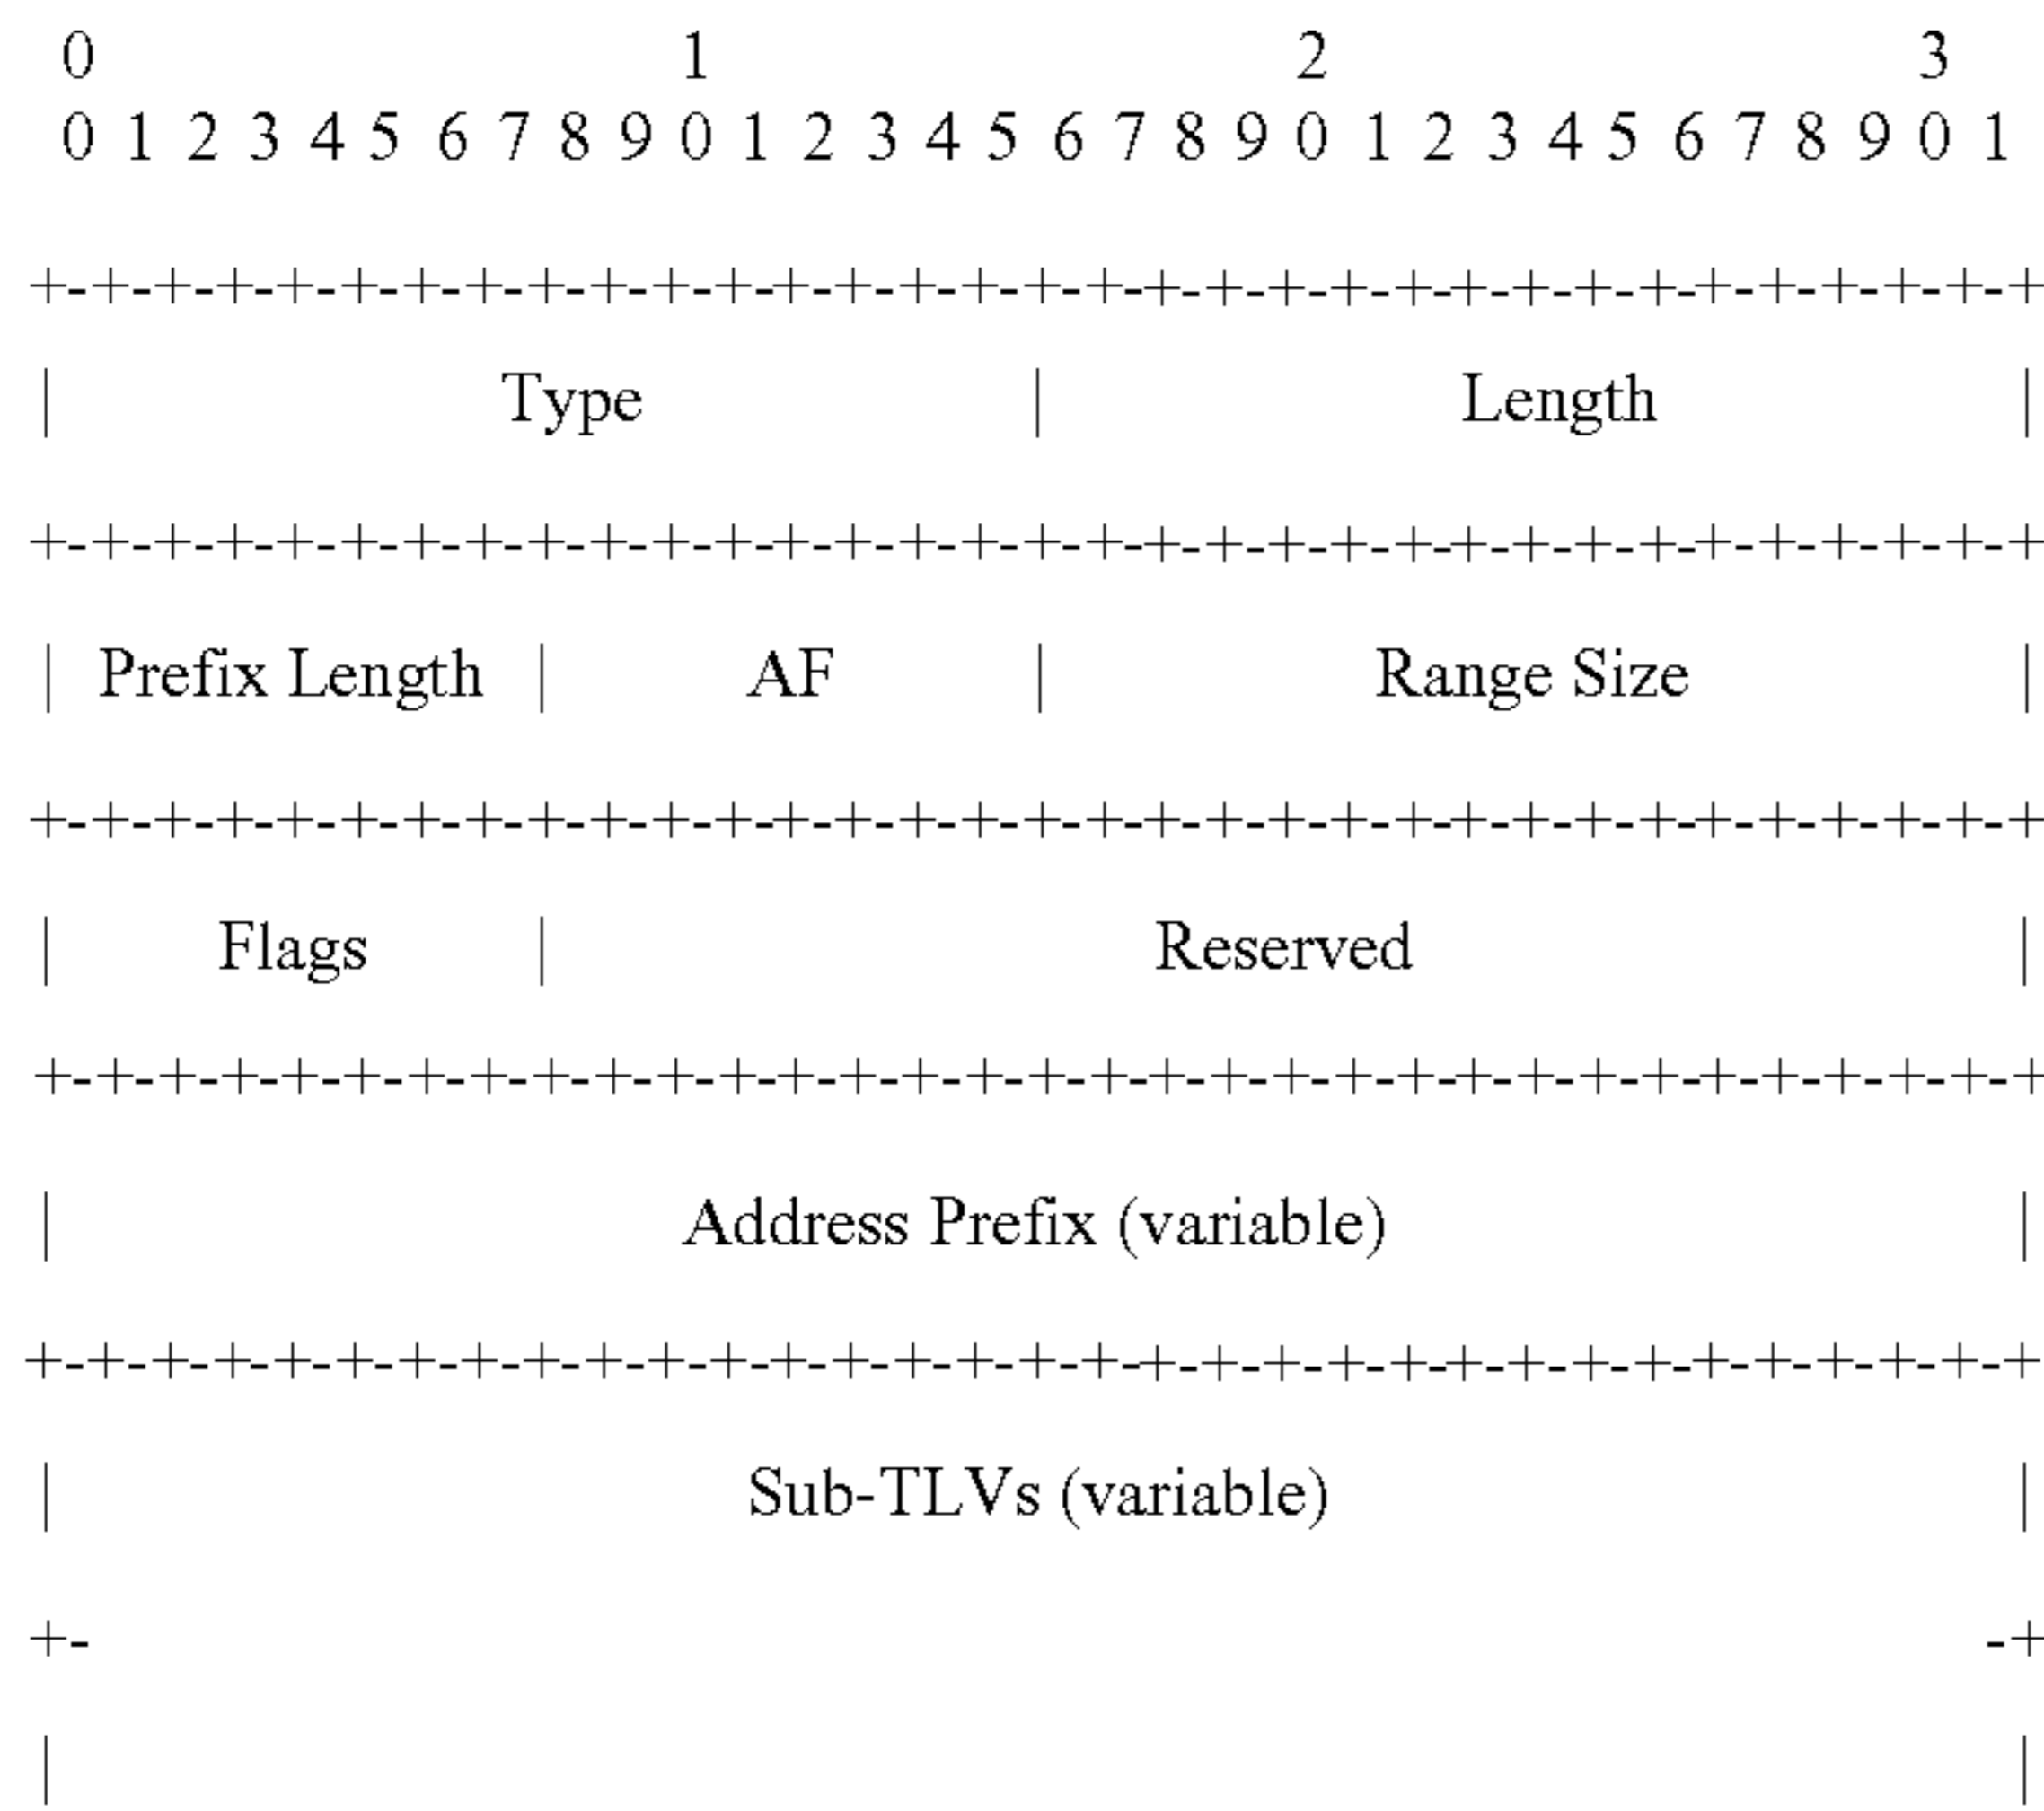 0 1 2 3
0 1 2 3 4 5 6 7 8 9 0 1 2 3 4 5 6 7 8 9 0 1 2 3 4 5 6 7 8 9 0 1
+-+-+-+-+-+-+-+-+-+-+-+-+-+-+-+-+-+-+-+-+-+-+-+-+-+-+-+-+-+-+-+-+
| Type | Length |
+-+-+-+-+-+-+-+-+-+-+-+-+-+-+-+-+-+-+-+-+-+-+-+-+-+-+-+-+-+-+-+-+
| Prefix Length | AF | Range Size |
+-+-+-+-+-+-+-+-+-+-+-+-+-+-+-+-+-+-+-+-+-+-+-+-+-+-+-+-+-+-+-+-+
| Flags | Reserved |
+-+-+-+-+-+-+-+-+-+-+-+-+-+-+-+-+-+-+-+-+-+-+-+-+-+-+-+-+-+-+-+-+
| Address Prefix (variable) |
+-+-+-+-+-+-+-+-+-+-+-+-+-+-+-+-+-+-+-+-+-+-+-+-+-+-+-+-+-+-+-+-+
| Sub-TLVs (variable) |
+- -+
| |